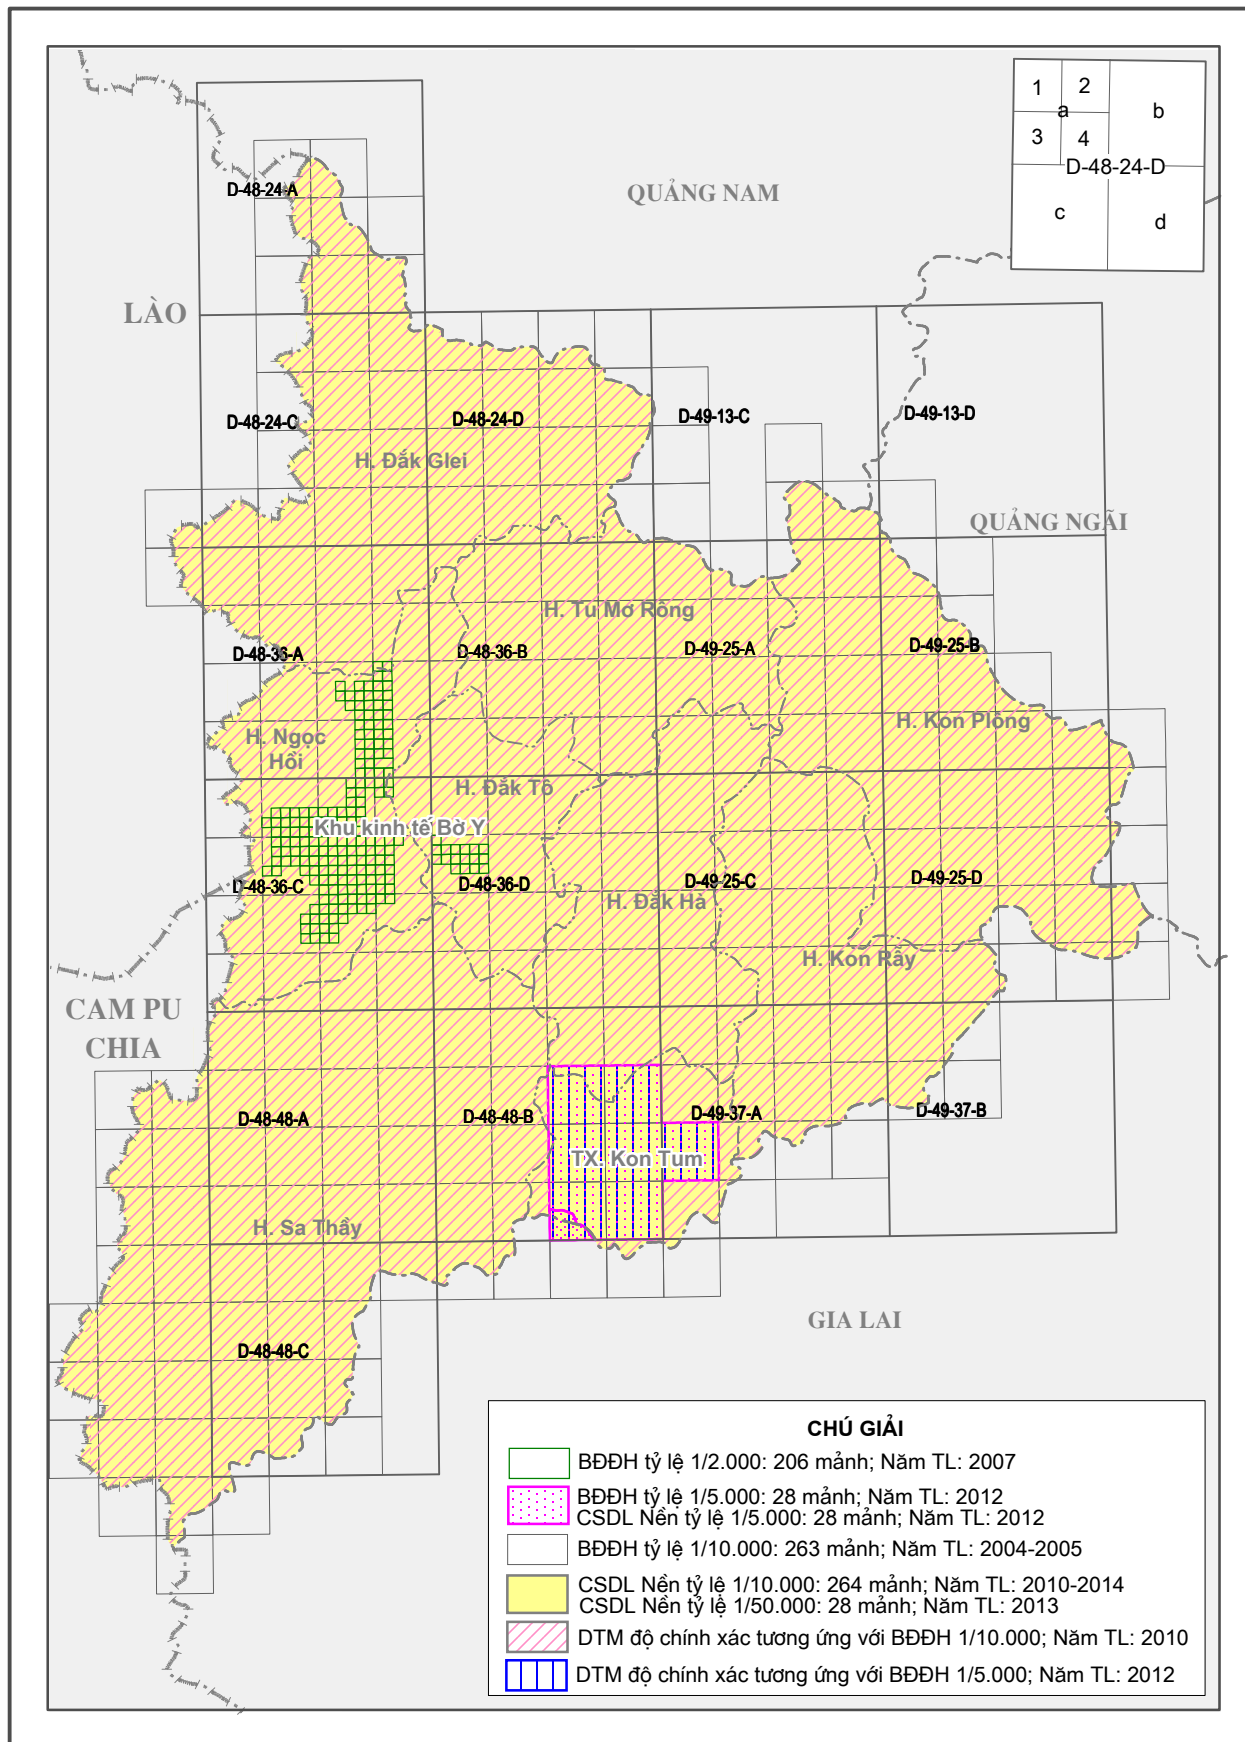 1
2
a
b
3
4
D-48-24-D
c
d
D-48-24-A
QUẢNG NAM
LÀO
D-48-24-C
D-48-24-D
D-49-13-C
D-49-13-D
H. Đắk Glei
QUẢNG NGÃI
H. Tu Mơ Rông
D-48-36-A
D-48-36-B
D-49-25-A
D-49-25-B
H. Kon Plông
H. Ngọc
Hồi
H. Đắk Tô
Khu kinh tế Bờ Y
D-48-36-C
D-48-36-D
D-49-25-C
D-49-25-D
H. Đắk Hà
H. Kon Rẫy
CAM PU
CHIA
D-48-48-A
D-48-48-B
D-49-37-A
D-49-37-B
TX. Kon Tum
H. Sa Thầy
GIA LAI
D-48-48-C
CHÚ GIẢI
BĐĐH tỷ lệ 1/2.000: 206 mảnh; Năm TL: 2007
BĐĐH tỷ lệ 1/5.000: 28 mảnh; Năm TL: 2012
CSDL Nền tỷ lệ 1/5.000: 28 mảnh; Năm TL: 2012
BĐĐH tỷ lệ 1/10.000: 263 mảnh; Năm TL: 2004-2005
CSDL Nền tỷ lệ 1/10.000: 264 mảnh; Năm TL: 2010-2014
CSDL Nền tỷ lệ 1/50.000: 28 mảnh; Năm TL: 2013
DTM độ chính xác tương ứng với BĐĐH 1/10.000; Năm TL: 2010
DTM độ chính xác tương ứng với BĐĐH 1/5.000; Năm TL: 2012